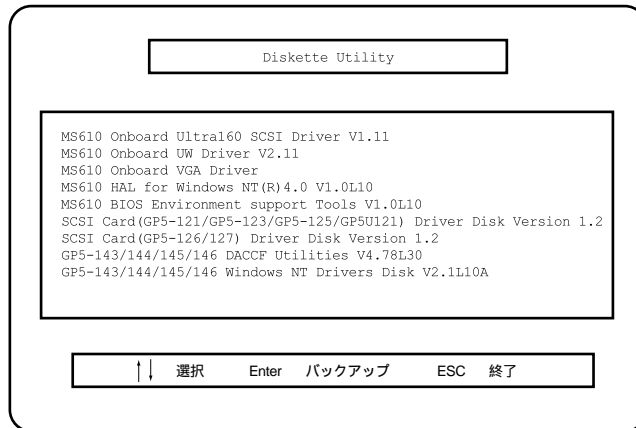 Diskette Utility
MS610 Onboard Ultra160 SCSI Driver V1.11
MS610 Onboard UW Driver V2.11
MS610 Onboard VGA Driver
MS610 HAL for Windows NT(R)4.0 V1.0L10
MS610 BIOS Environment support Tools V1.0L10
SCSI Card(GP5-121/GP5-123/GP5-125/GP5U121) Driver Disk Version 1.2
SCSI Card(GP5-126/127) Driver Disk Version 1.2
GP5-143/144/145/146 DACCF Utilities V4.78L30
GP5-143/144/145/146 Windows NT Drivers Disk V2.1L10A
↑↓ 選択 Enter バックアップ ESC 終了